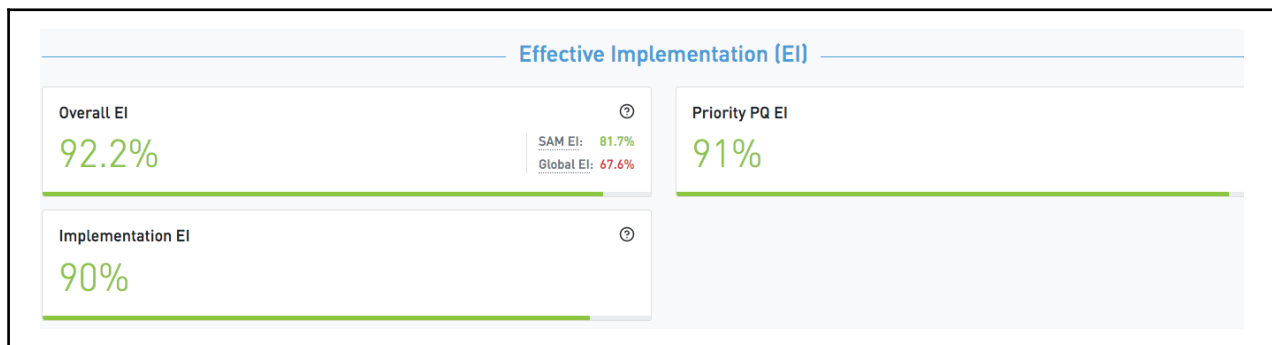 Effective Implementation (EI)
Overall EI
92.2%
SAM EI: 81.7%
Global EI: 67.6%
Priority PQ EI
91%
Implementation EI
90%